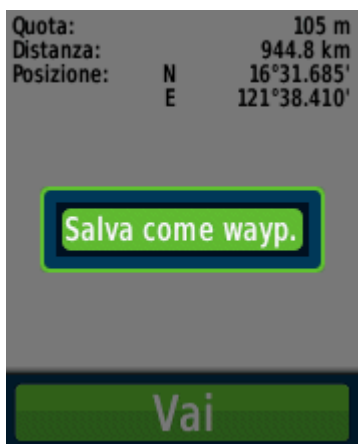 Quota: 105 m
Distanza: 944.8 km
Posizione: N 16°31.685'
E 121°38.410'
Salva come wayp.
Vai